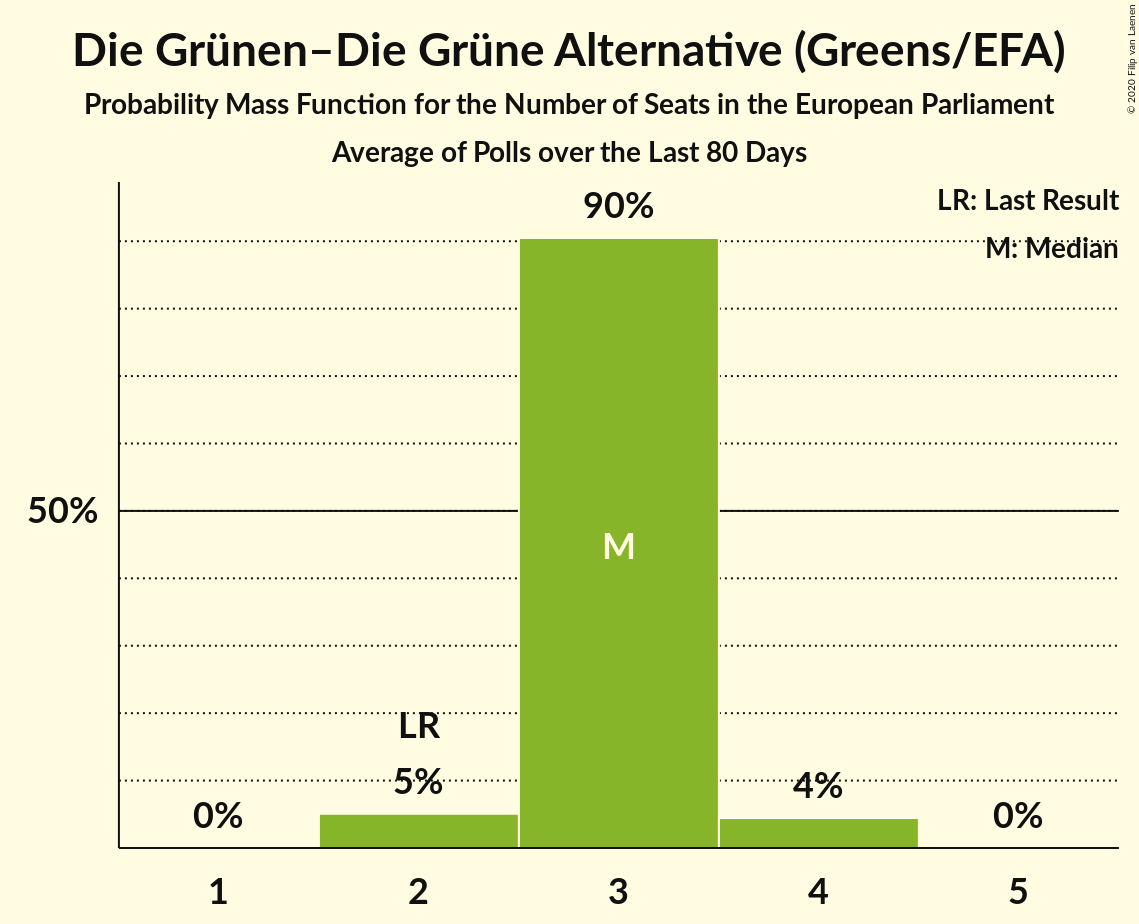 Die Grünen–Die Grüne Alternative (Greens/EFA)
Probability Mass Function for the Number of Seats in the European Parliament
Average of Polls over the Last 80 Days
© 2020 Filip van Laenen
LR: Last Result
M: Median
90%
50%
M
LR
5%
4%
0%
0%
1 2 3 4 5